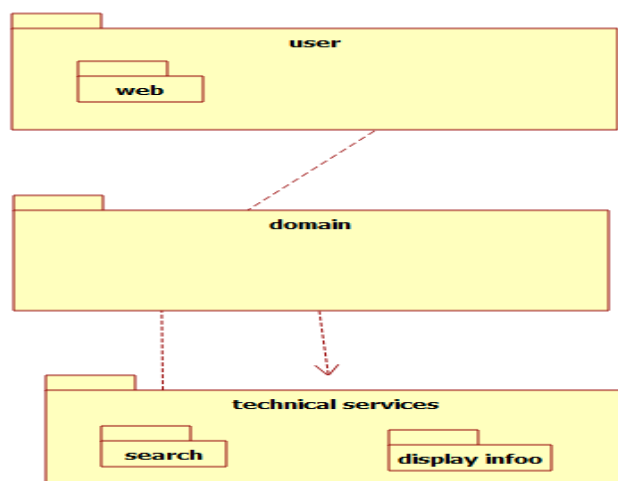 user
web
domain
technical services
search
display infoo